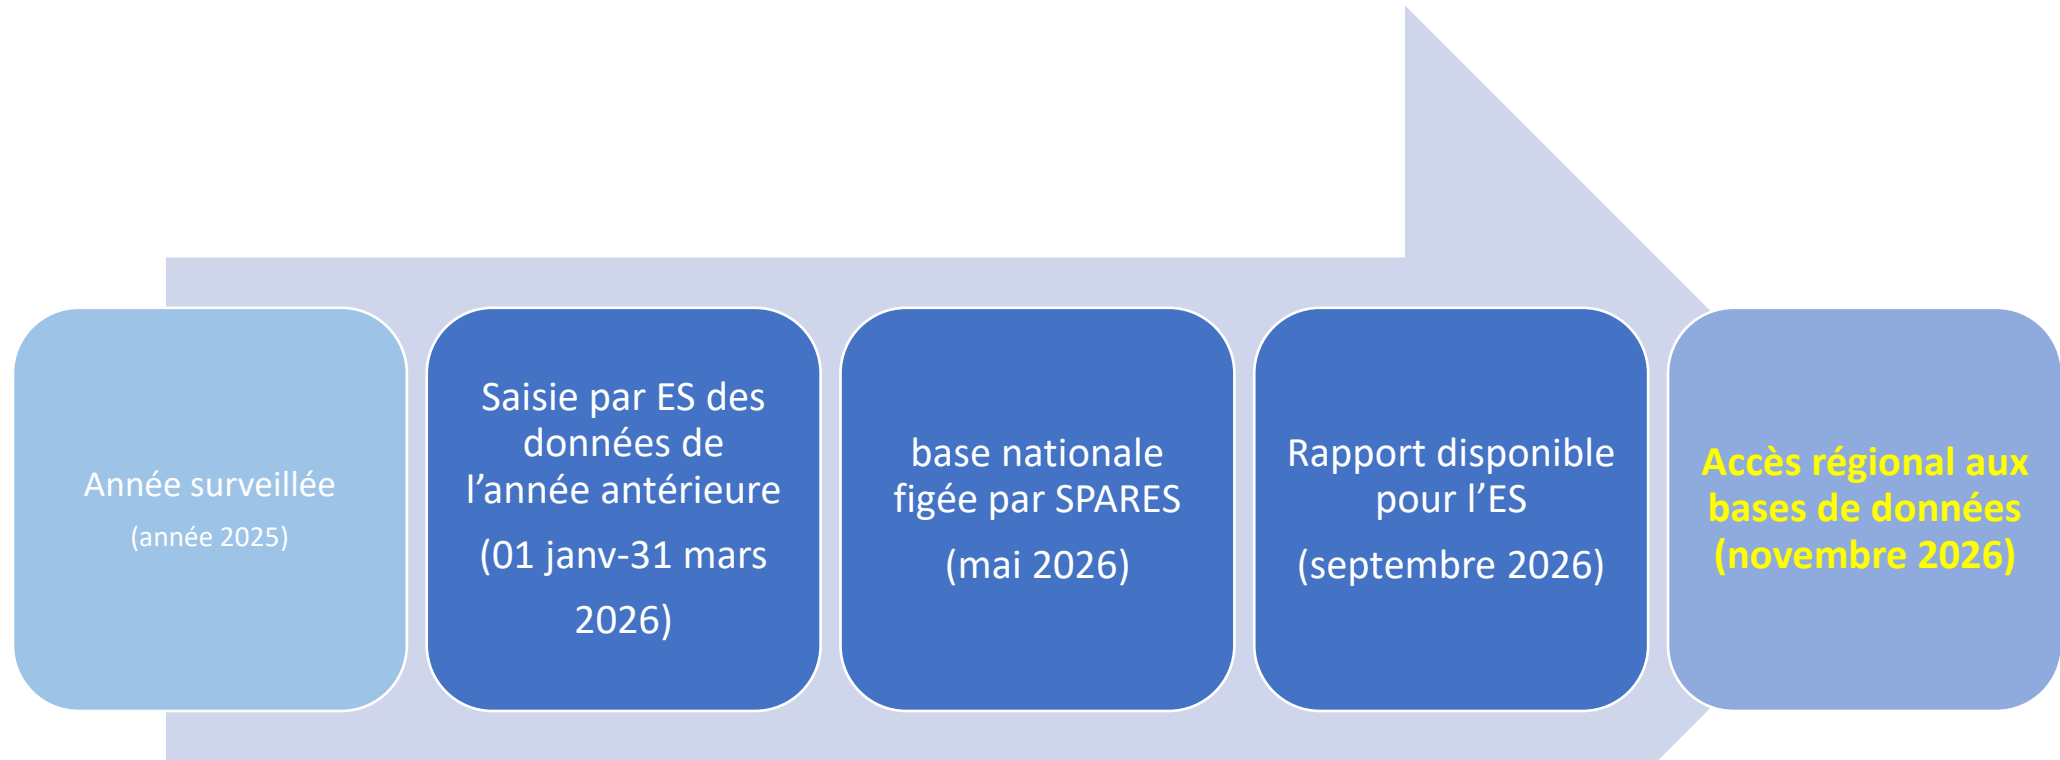 Année surveillée
(année 2025)
Saisie par ES des
données de
l’année antérieure
(01 janv-31 mars
2026)
base nationale
figée par SPARES
(mai 2026)
Rapport disponible
pour l’ES
(septembre 2026)
Accès régional aux
bases de données
(novembre 2026)